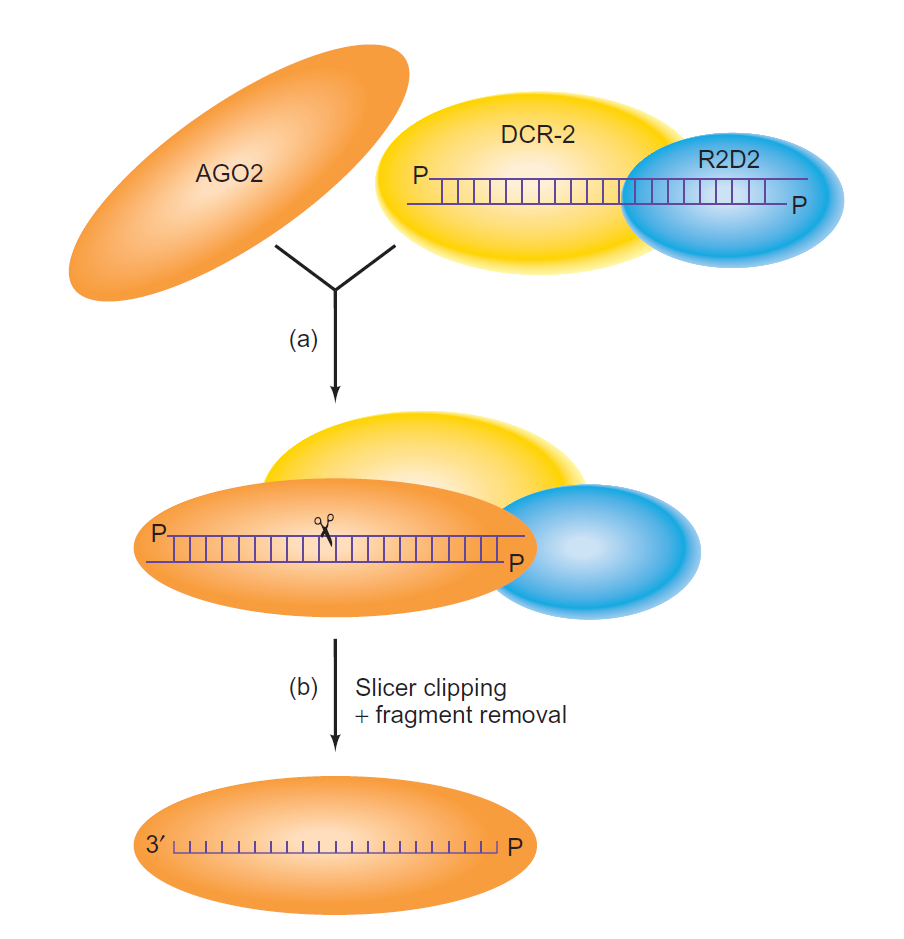 AGO2
DCR-2
R2D2
P
P
(a)
P
P
(b)
Slicer clipping
+ fragment removal
3′
P